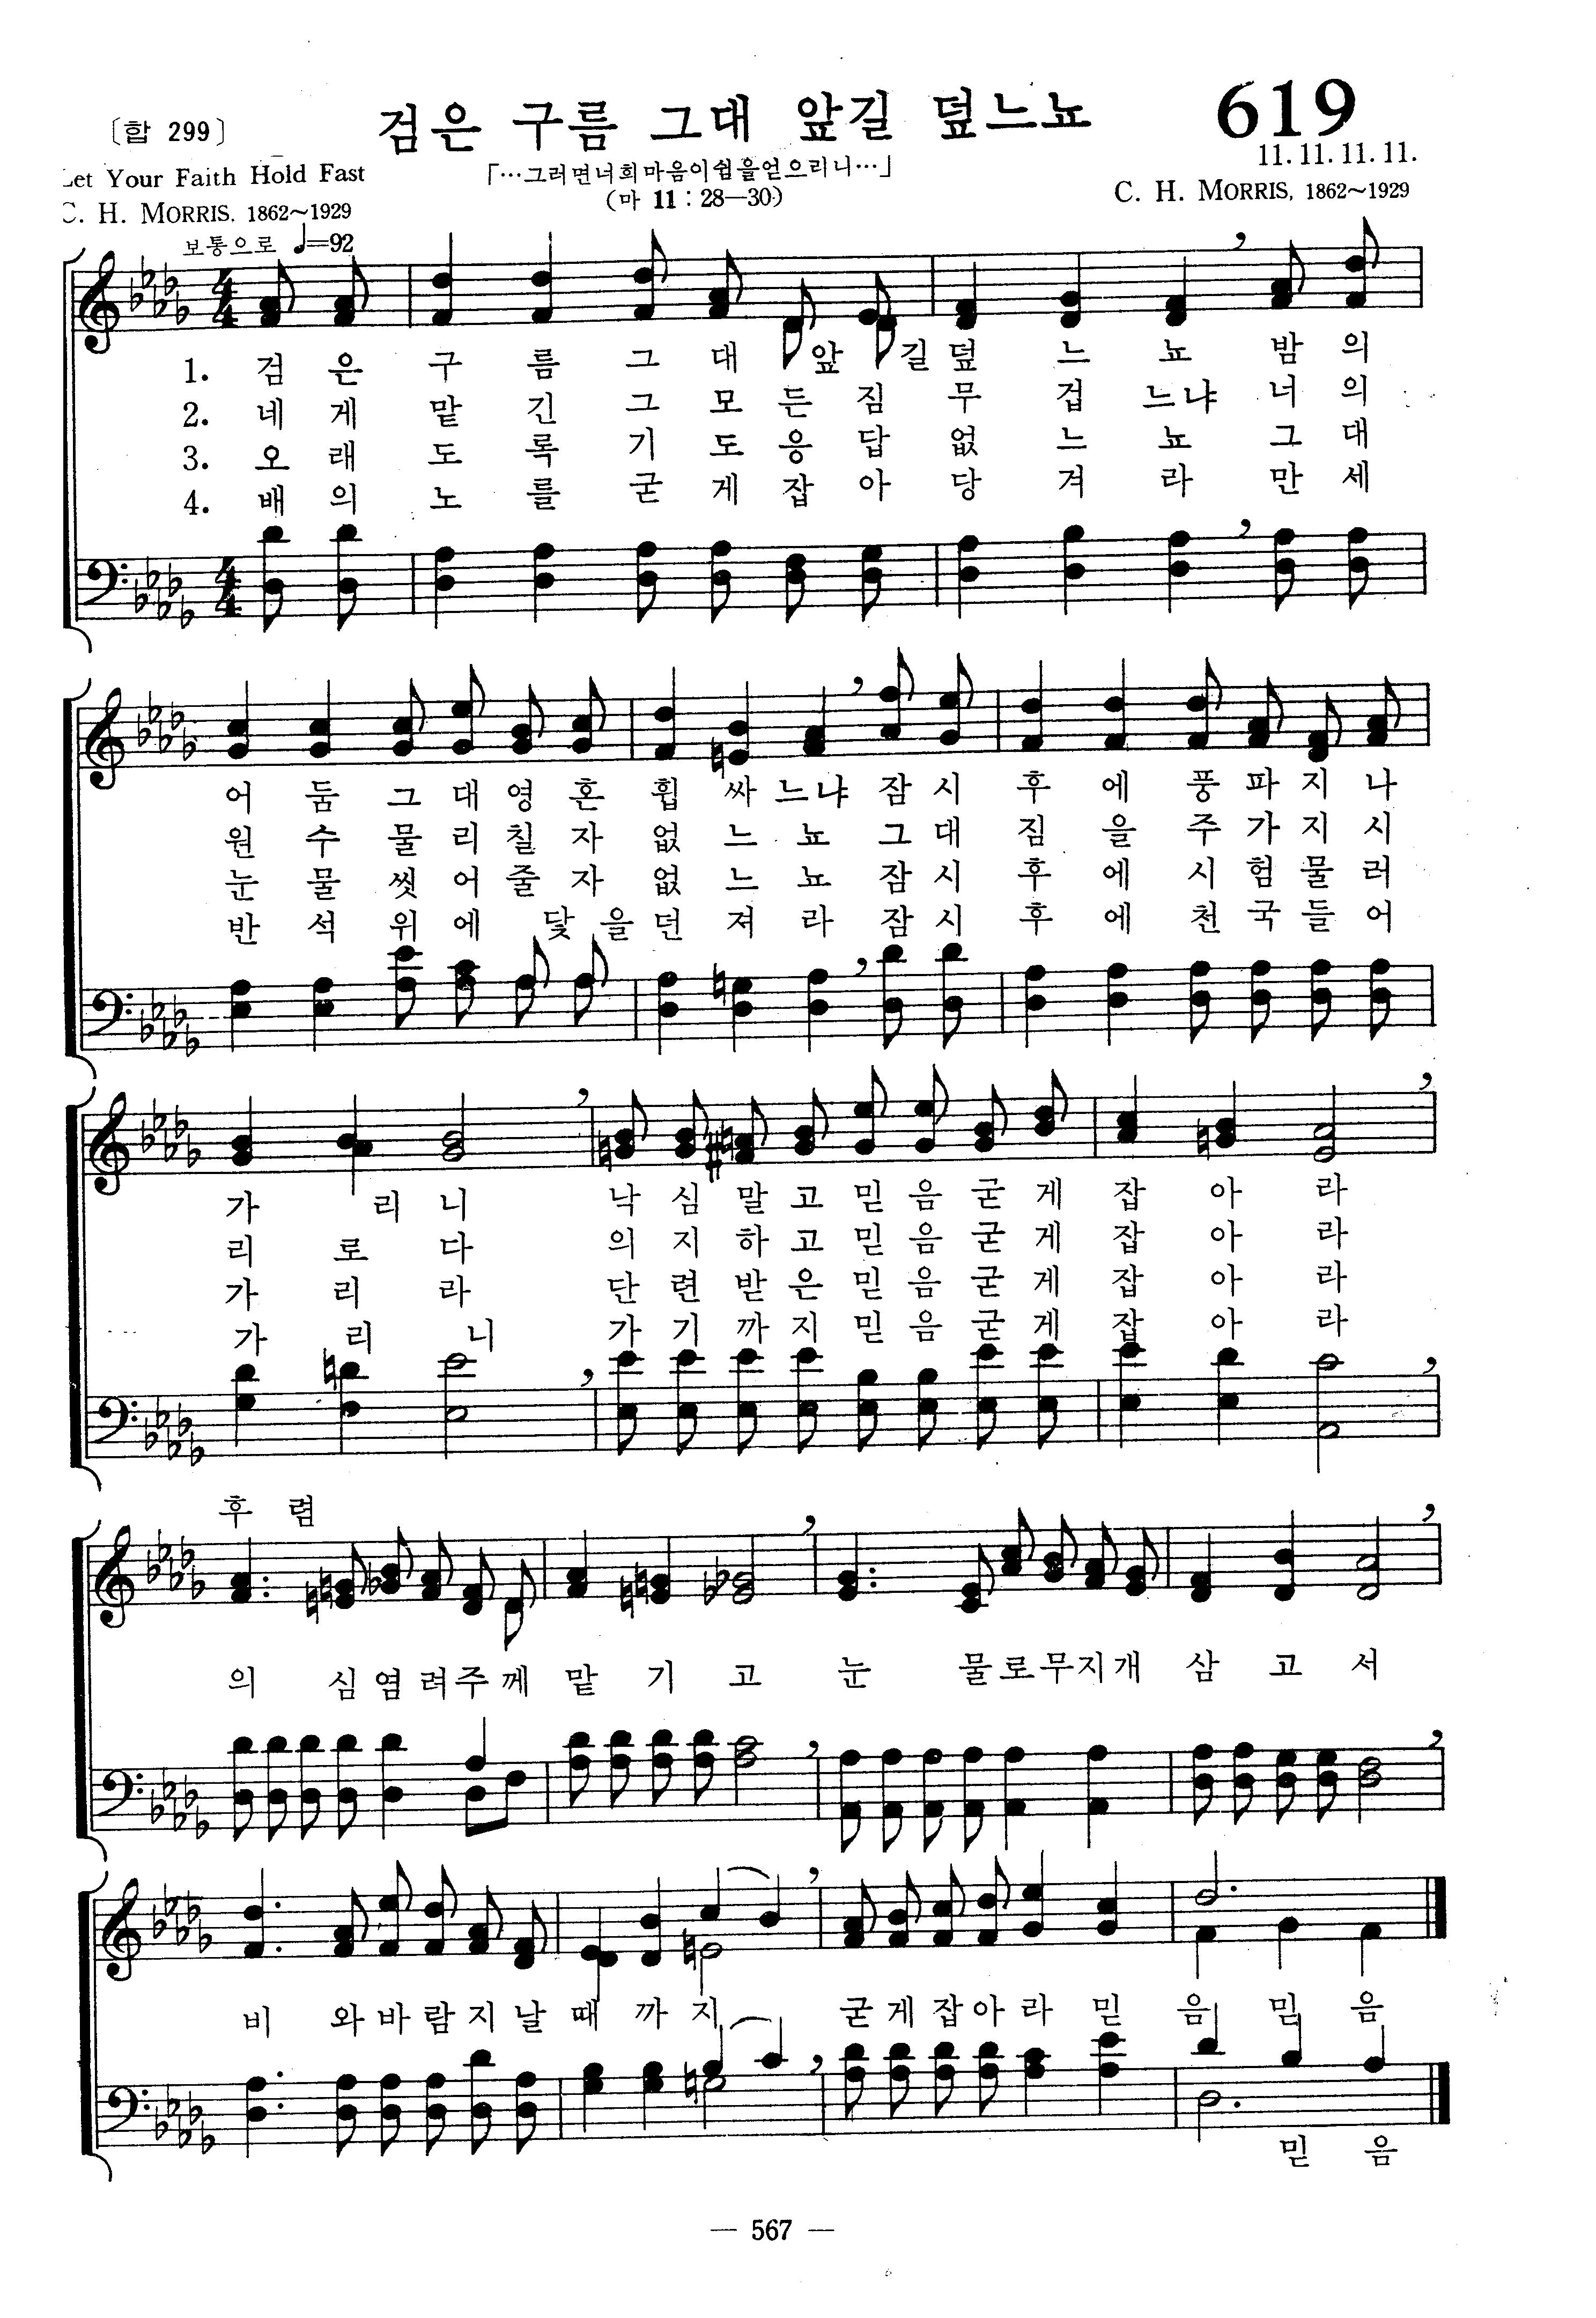 〔합 299〕
검은 구름 그대 앞길 덮느뇨
619
Let Your Faith Hold Fast
「…그러면너희마음이쉼을얻으리니…」
11. 11. 11. 11.
C. H. MORRIS. 1862~1929
(마 11 : 28—30)
C. H. MORRIS, 1862~1929
보통으로 ♩=92
1. 검 은 구 름 그 대 앞 길 덮 느 뇨 밤 의
2. 네 게 맡 긴 그 모 든 짐 무 겁 느냐 너 의
3. 오 래 도 록 기 도 응 답 없 느 뇨 그 대
4. 배 의 노 를 굳 게 잡 아 당 겨 라 만 세
어 둠 그 대 영 혼 휩 싸 느냐 잠 시 후 에 풍 파 지 나
원 수 물 리 칠 자 없 느 뇨 그 대 짐 을 주 가 지 시
눈 물 씻 어 줄 자 없 느 뇨 잠 시 후 에 시 험 물 러
반 석 위 에 닻 을 던 져 라 잠 시 후 에 천 국 들 어
가 리 니 낙 심 말 고 믿 음 굳 게 잡 아 라
리 로 다 의 지 하 고 믿 음 굳 게 잡 아 라
가 리 라 단 련 받 은 믿 음 굳 게 잡 아 라
가 리 니 가 기 까 지 믿 음 굳 게 잡 아 라
후 렴
의 심 염 려 주 께 맡 기 고 눈 물 로 무 지 개 삼 고 서
비 와 바 람 지 날 때 까 지 굳 게 잡 아 라 믿 음 믿 음
믿 음
— 567 —